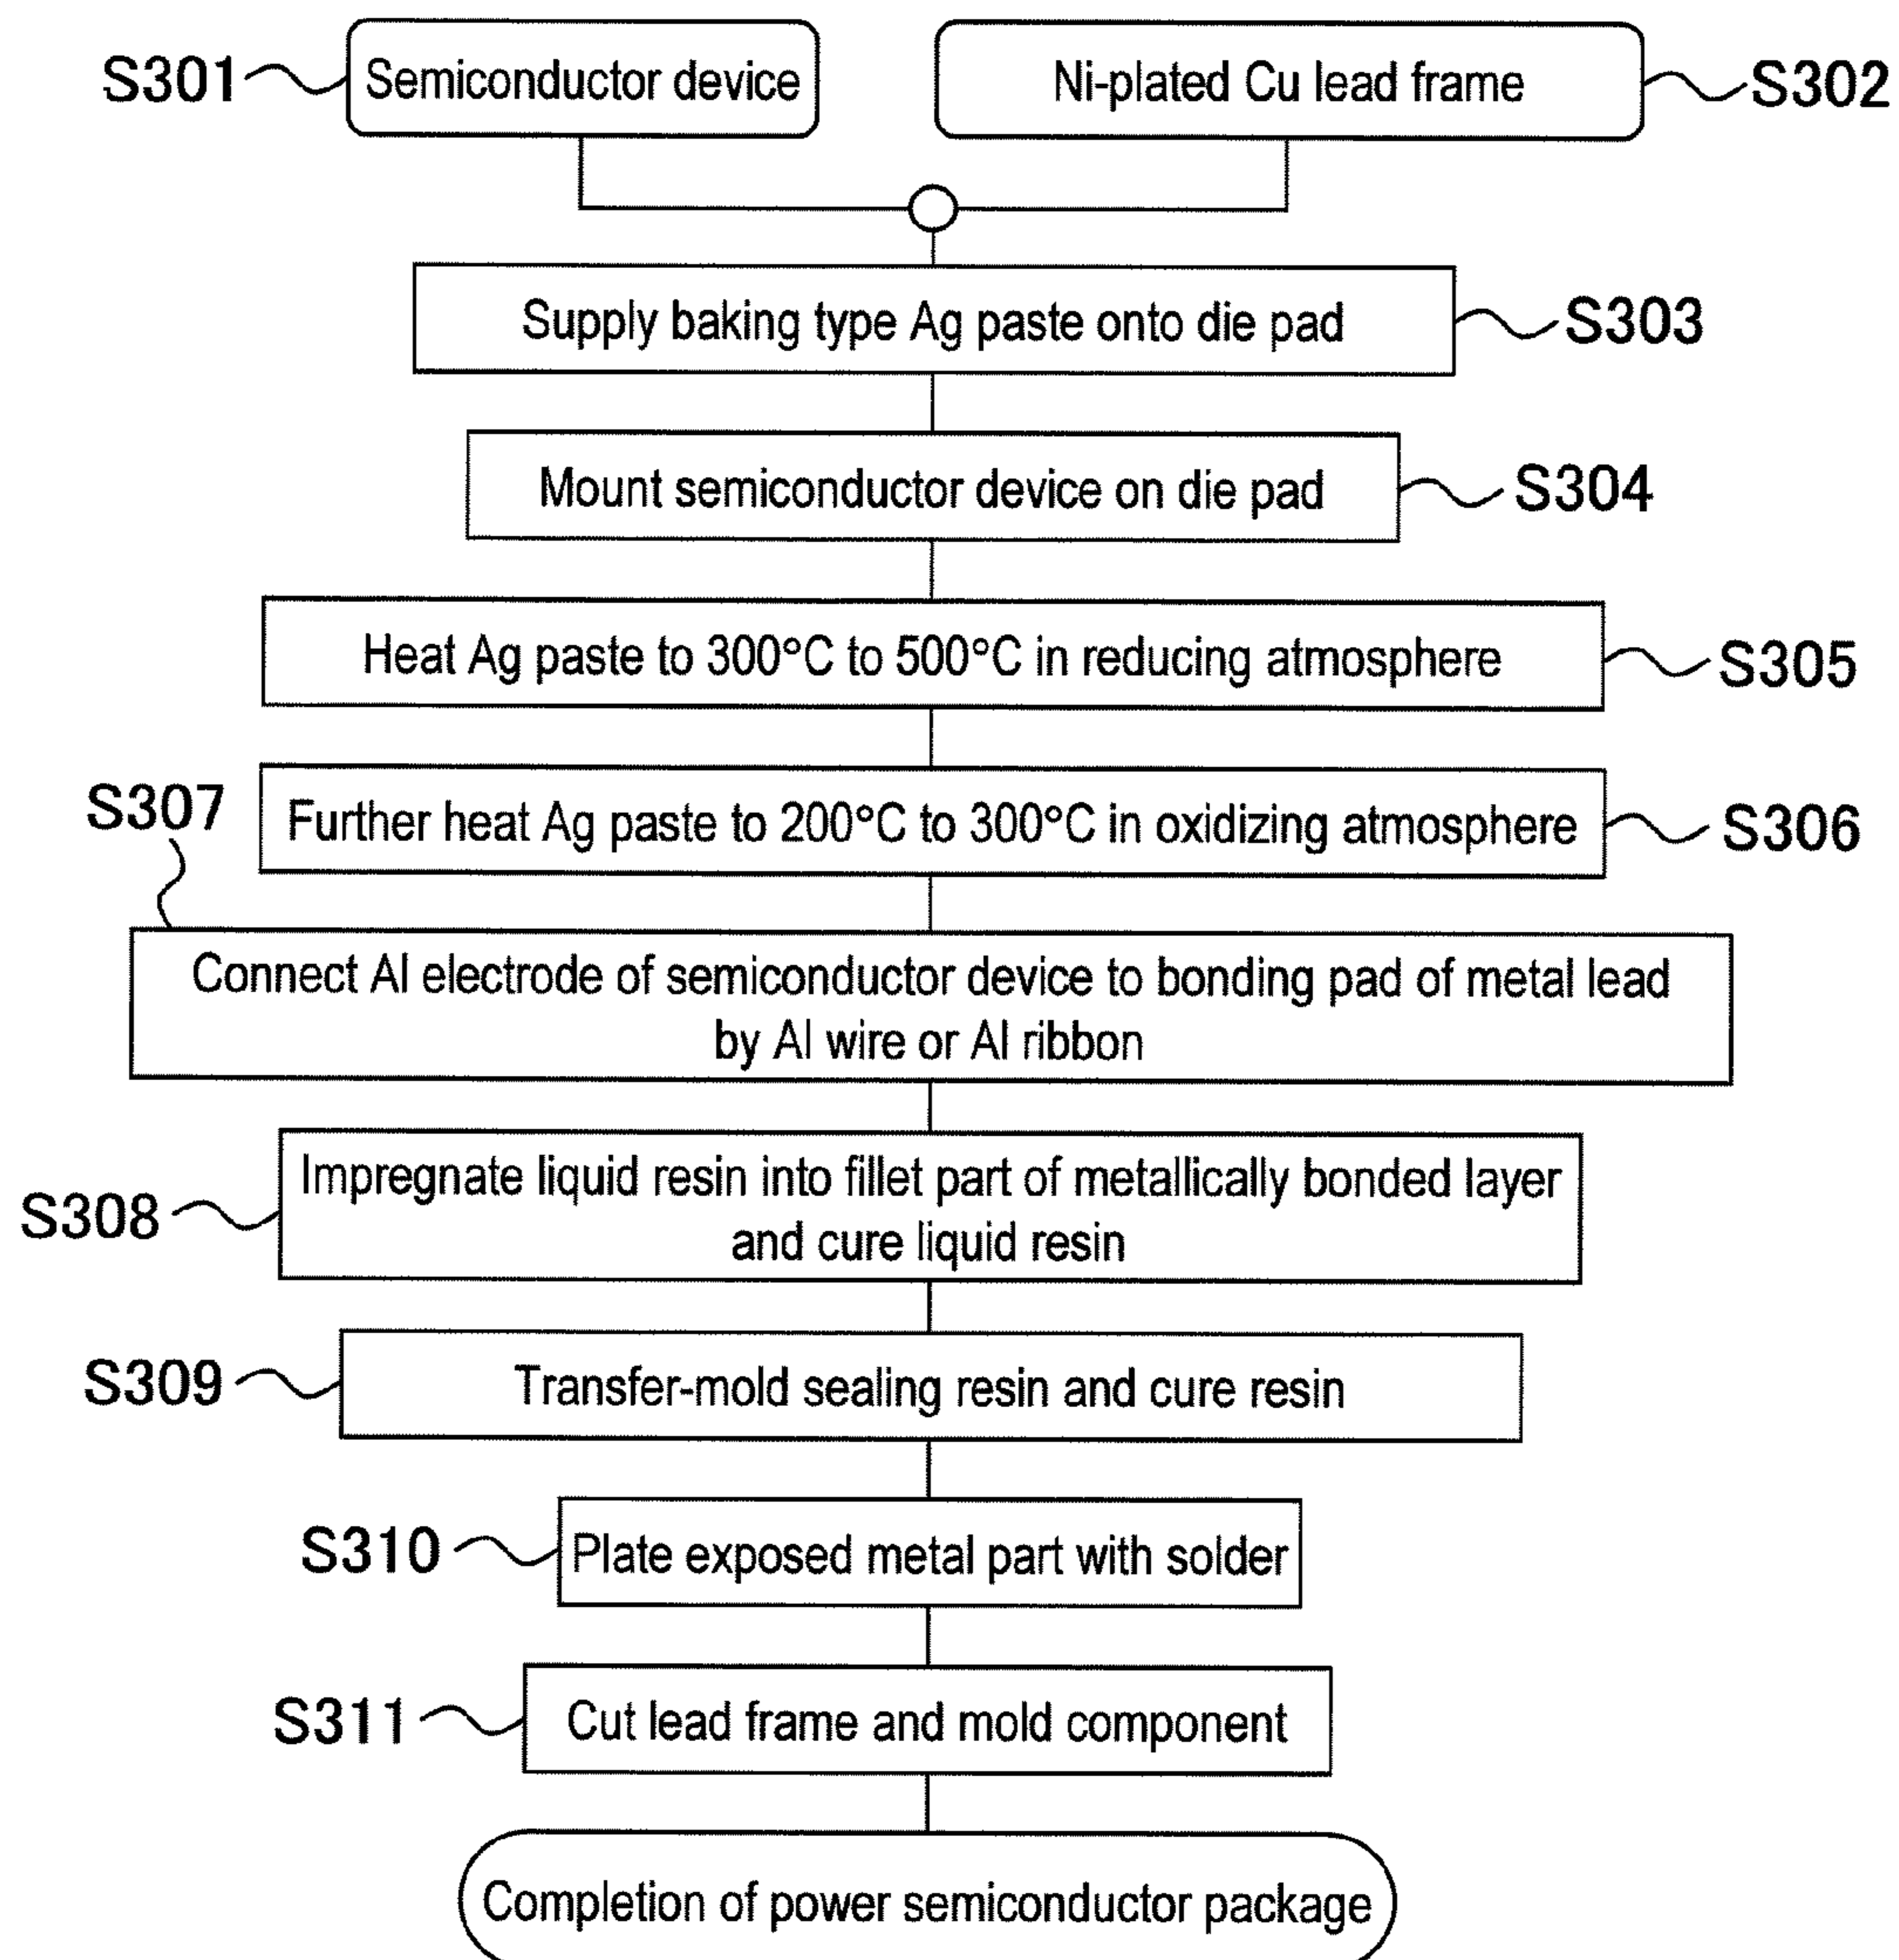 S301
Semiconductor device
Ni-plated Cu lead frame
S302
Supply baking type Ag paste onto die pad
S303
Mount semiconductor device on die pad
S304
Heat Ag paste to 300°C to 500°C in reducing atmosphere
S305
S307
Further heat Ag paste to 200°C to 300°C in oxidizing atmosphere
S306
Connect Al electrode of semiconductor device to bonding pad of metal lead
by Al wire or Al ribbon
S308
Impregnate liquid resin into fillet part of metallically bonded layer
and cure liquid resin
S309
Transfer-mold sealing resin and cure resin
S310
Plate exposed metal part with solder
S311
Cut lead frame and mold component
Completion of power semiconductor package